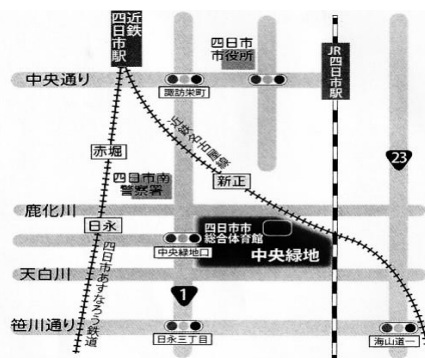 近鉄
四日市駅
四日市
市役所
JR四日市駅
中央通り
諏訪栄町
近鉄名古屋線
赤堀
四日市南
警察署
新正
23
鹿化川
日永
四日市市
総合体育館
中央緑地
中央緑地口
四日市あすなろう鉄道
天白川
1
笹川通り
日永三丁目
海山道一